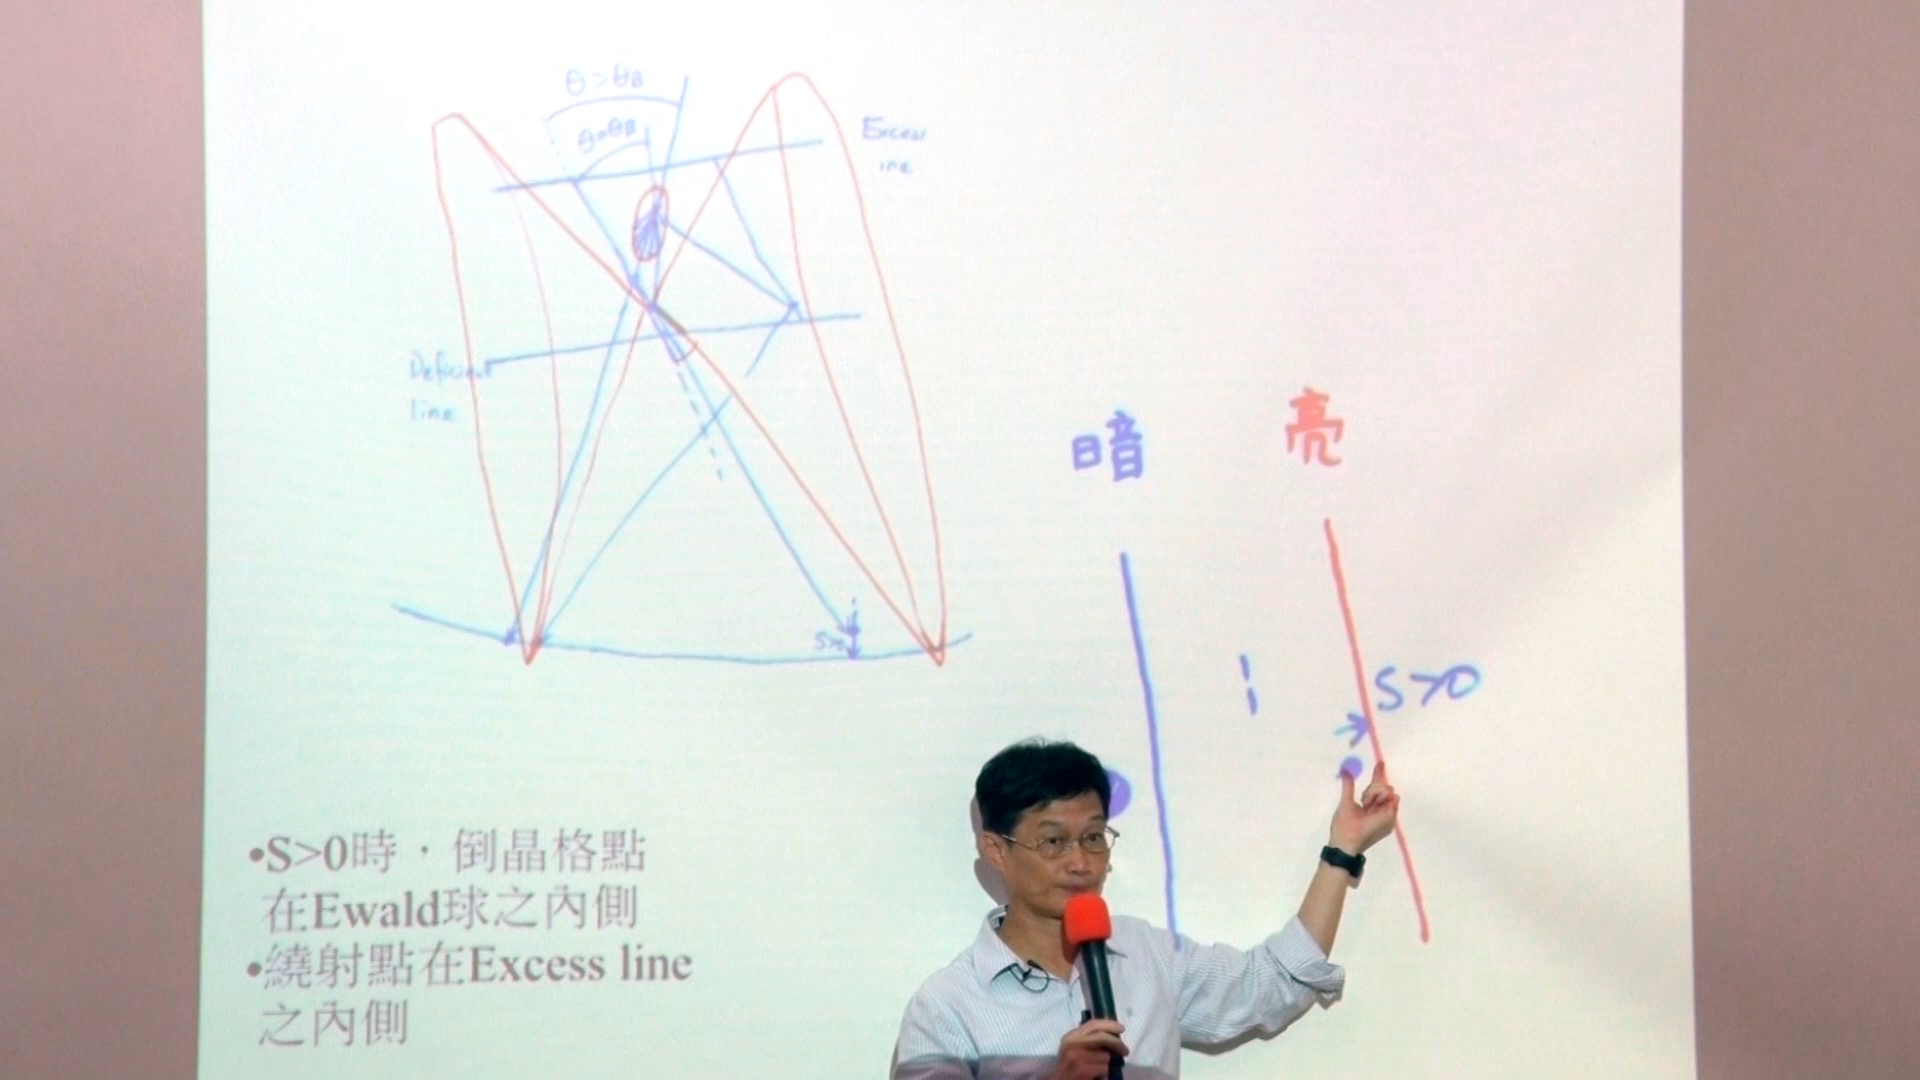 θ>θB
θ=θB
Excess
line
Deficient
line
S>0
暗
亮
S>0
•S>0時，倒晶格點
在Ewald球之內側
•繞射點在Excess line
之內側